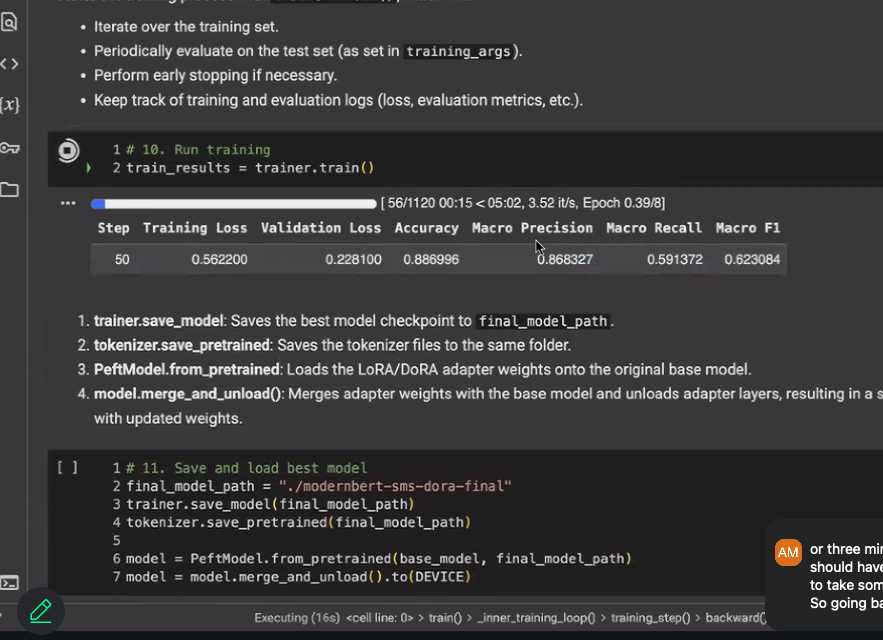 • Iterate over the training set.
• Periodically evaluate on the test set (as set in training_args).
• Perform early stopping if necessary.
• Keep track of training and evaluation logs (loss, evaluation metrics, etc.).
1 # 10. Run training
2 train_results = trainer.train()
[ 56/1120 00:15 < 05:02, 3.52 it/s, Epoch 0.39/8]
Step Training Loss Validation Loss Accuracy Macro Precision Macro Recall Macro F1
50 0.562200 0.228100 0.886996 0.868327 0.591372 0.623084
1. trainer.save_model: Saves the best model checkpoint to final_model_path.
2. tokenizer.save_pretrained: Saves the tokenizer files to the same folder.
3. PeftModel.from_pretrained: Loads the LoRA/DoRA adapter weights onto the original base model.
4. model.merge_and_unload(): Merges adapter weights with the base model and unloads adapter layers, resulting in a s
with updated weights.
[ ] 1 # 11. Save and load best model
2 final_model_path = "./modernbert-sms-dora-final"
3 trainer.save_model(final_model_path)
4 tokenizer.save_pretrained(final_model_path)
5
6 model = PeftModel.from_pretrained(base_model, final_model_path)
7 model = model.merge_and_unload().to(DEVICE)
AM or three min
should have
to take som
So going ba
Executing (16s) <cell line: 0> > train() > _inner_training_loop() > training_step() > backward()